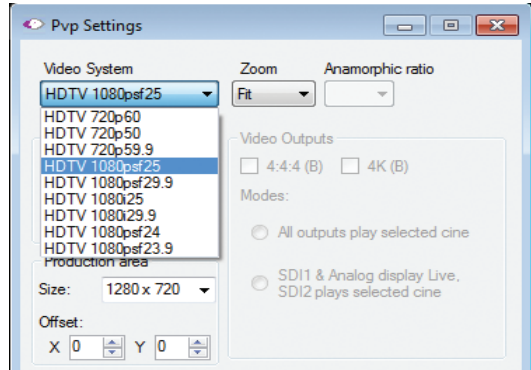 Pvp Settings
Video System
Zoom
Anamorphic ratio
HDTV 1080psf25
Fit
HDTV 720p60
HDTV 720p50
HDTV 720p59.9
HDTV 1080psf25
HDTV 1080psf29.9
HDTV 1080i25
HDTV 1080i29.9
HDTV 1080psf24
HDTV 1080psf23.9
Video Outputs
4:4:4 (B)
4K (B)
Modes:
All outputs play selected cine
SDI1 & Analog display Live,
SDI2 plays selected cine
Production area
Size:
1280 x 720
Offset:
X 0 Y 0